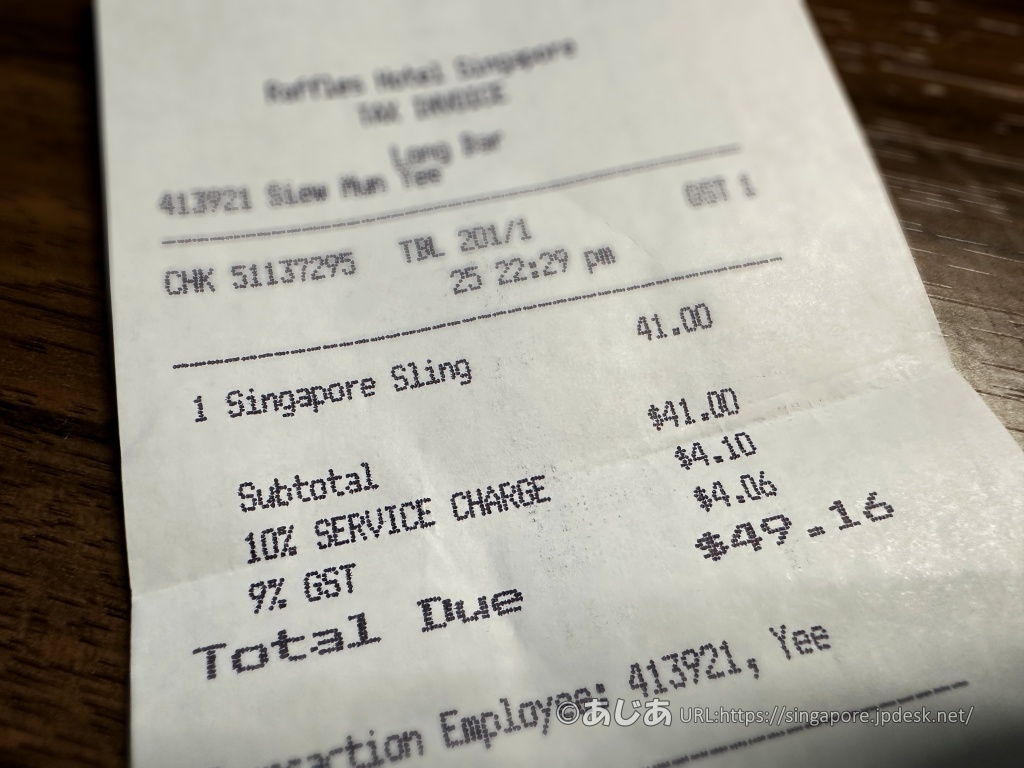 Raffles Hotel Singapore
TAX INVOICE
Long Bar
413921 Siew Mun Yee
GST 1
CHK 51137295 TBL 201/1
25 22:29 pm
1 Singapore Sling 41.00
Subtotal $41.00
10% SERVICE CHARGE $4.10
9% GST $4.06
Total Due $49.16
Employee: 413921, Yee
©あじあ URL:https://singapore.jpdesk.net/